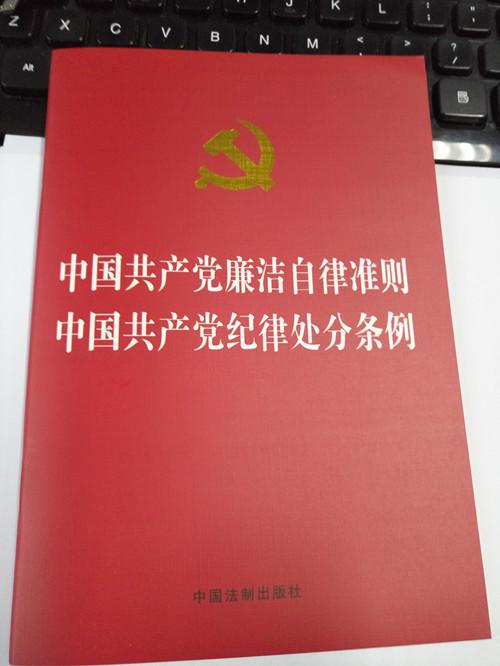 Z X C V B N M < , > .
? /
Alt
中国共产党廉洁自律准则
中国共产党纪律处分条例
中国法制出版社